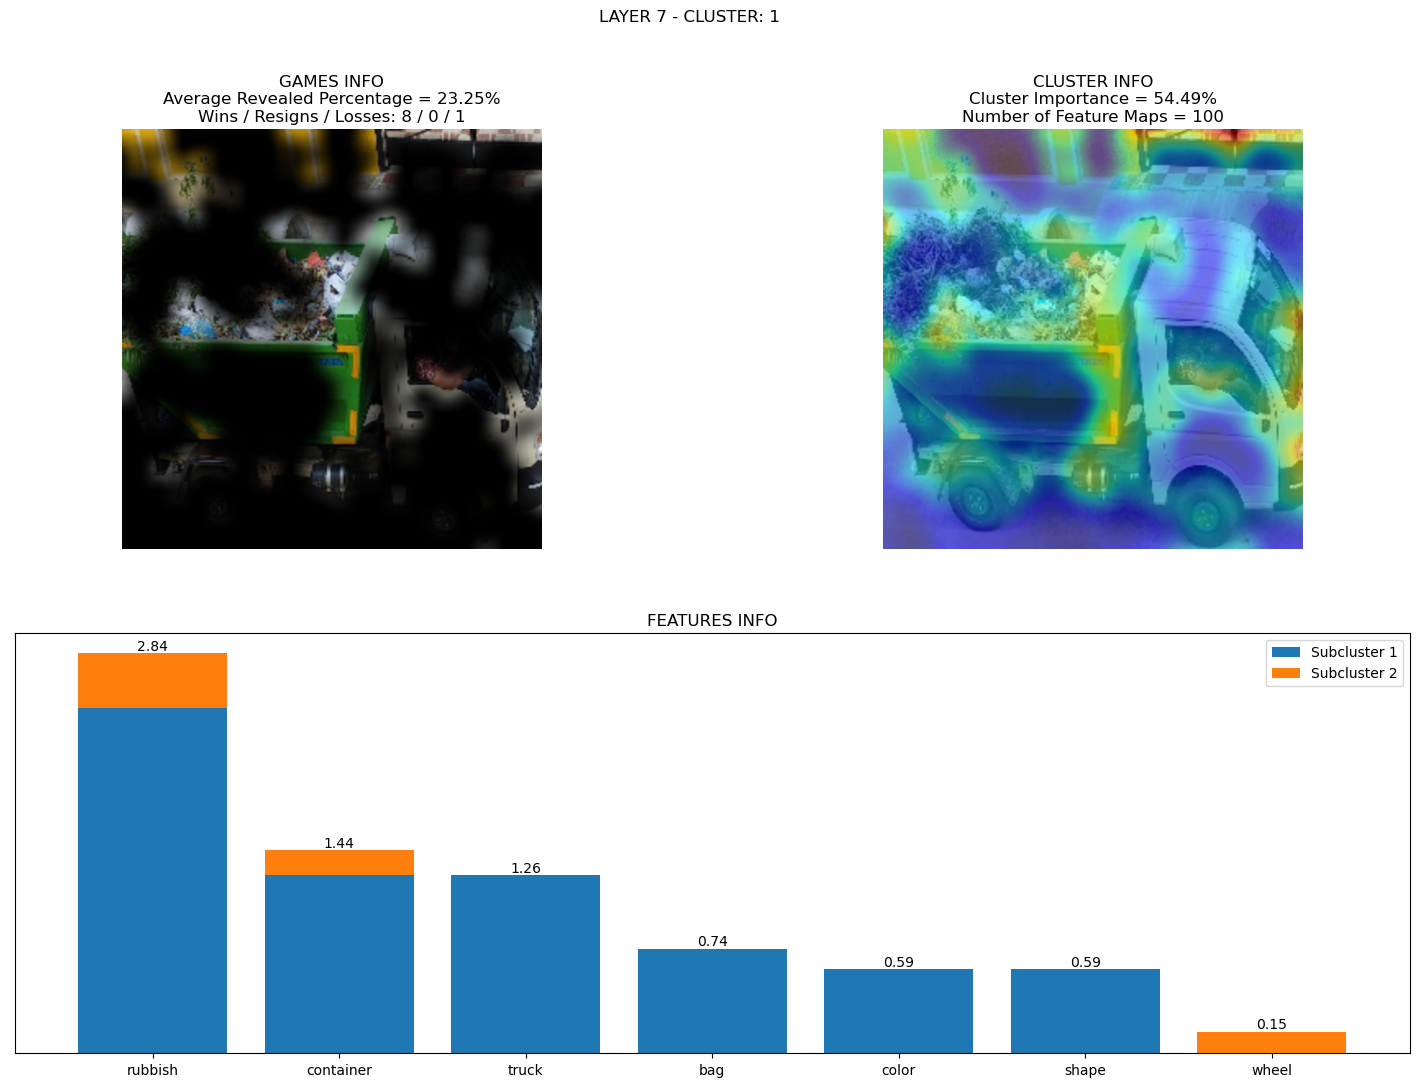 LAYER 7 - CLUSTER: 1
GAMES INFO
Average Revealed Percentage = 23.25%
Wins / Resigns / Losses: 8 / 0 / 1
CLUSTER INFO
Cluster Importance = 54.49%
Number of Feature Maps = 100
FEATURES INFO
Subcluster 1
Subcluster 2
2.84
1.44
1.26
0.74
0.59
0.59
0.15
rubbish
container
truck
bag
color
shape
wheel